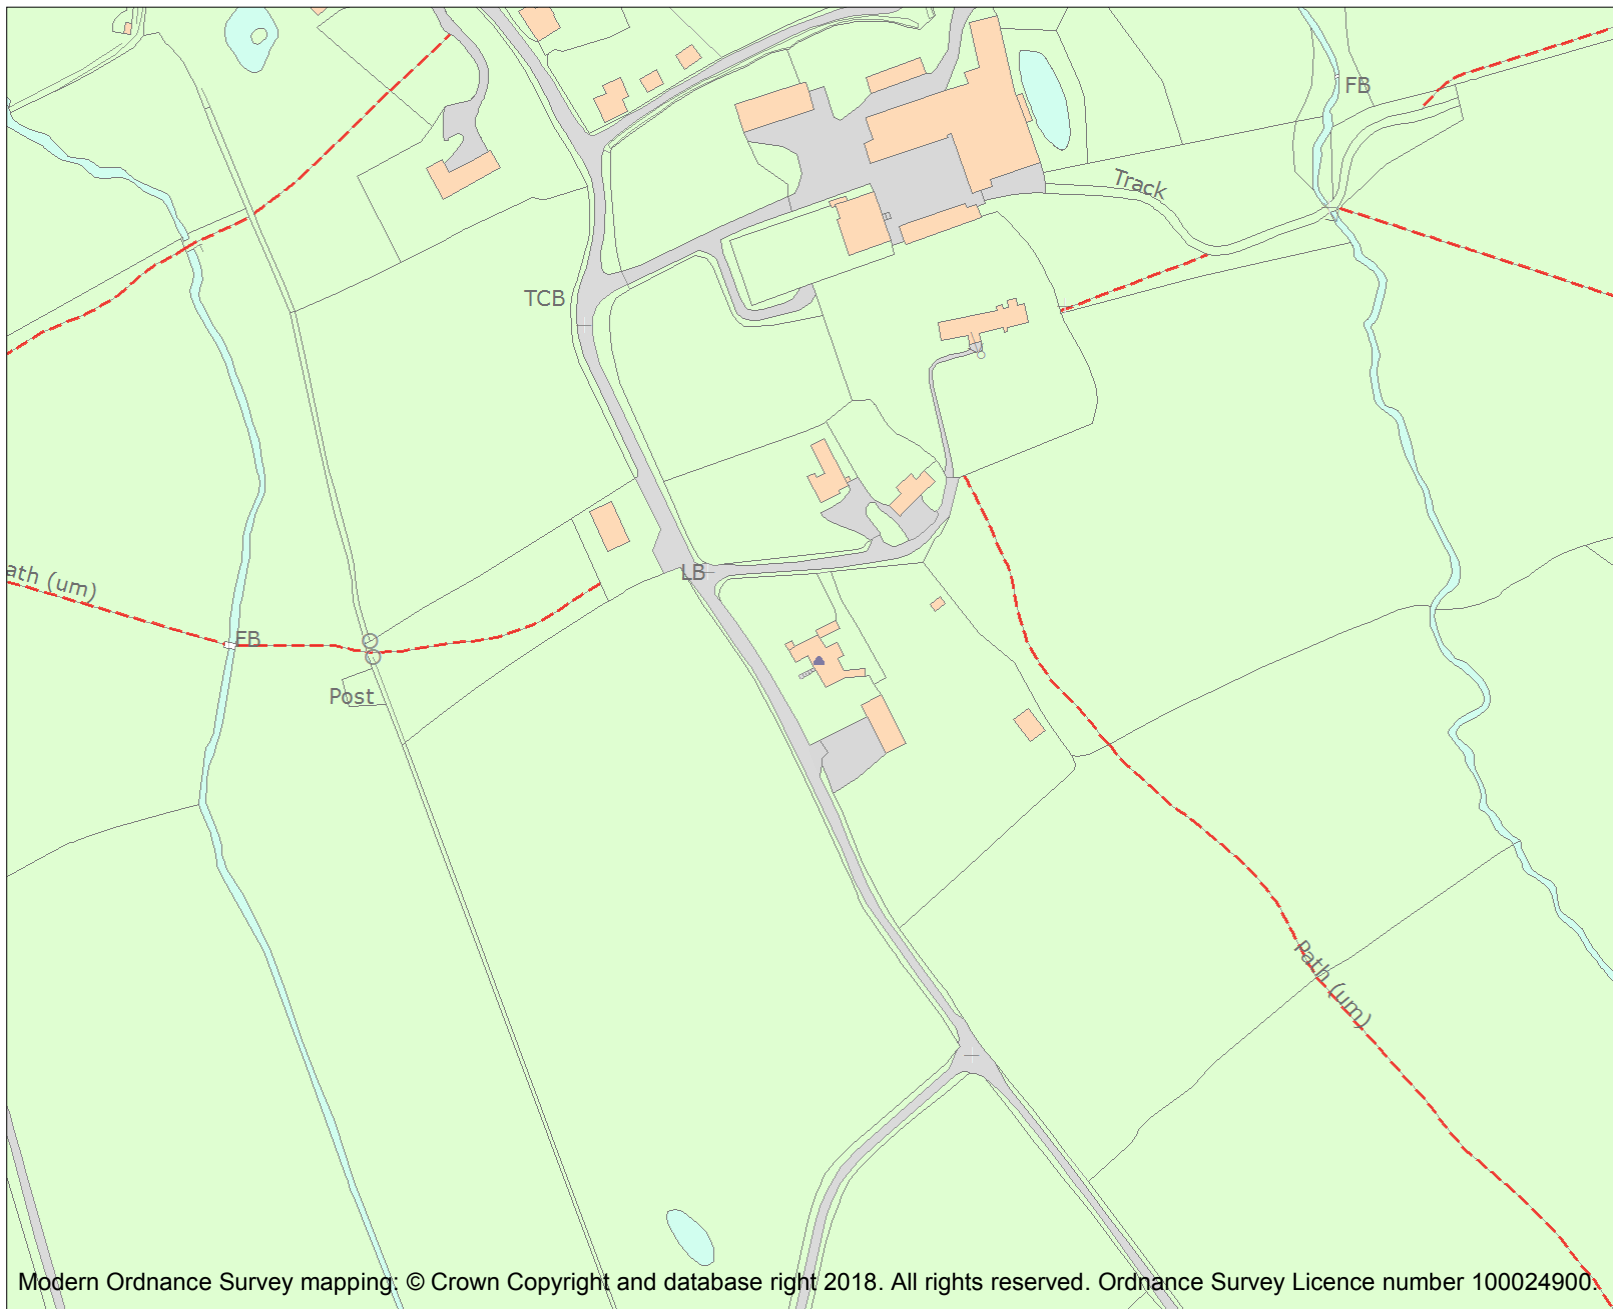 FB
Track
TCB
LB
ath (um)
FB
Post
Path (um)
Modern Ordnance Survey mapping: © Crown Copyright and database right 2018. All rights reserved. Ordnance Survey Licence number 100024900.